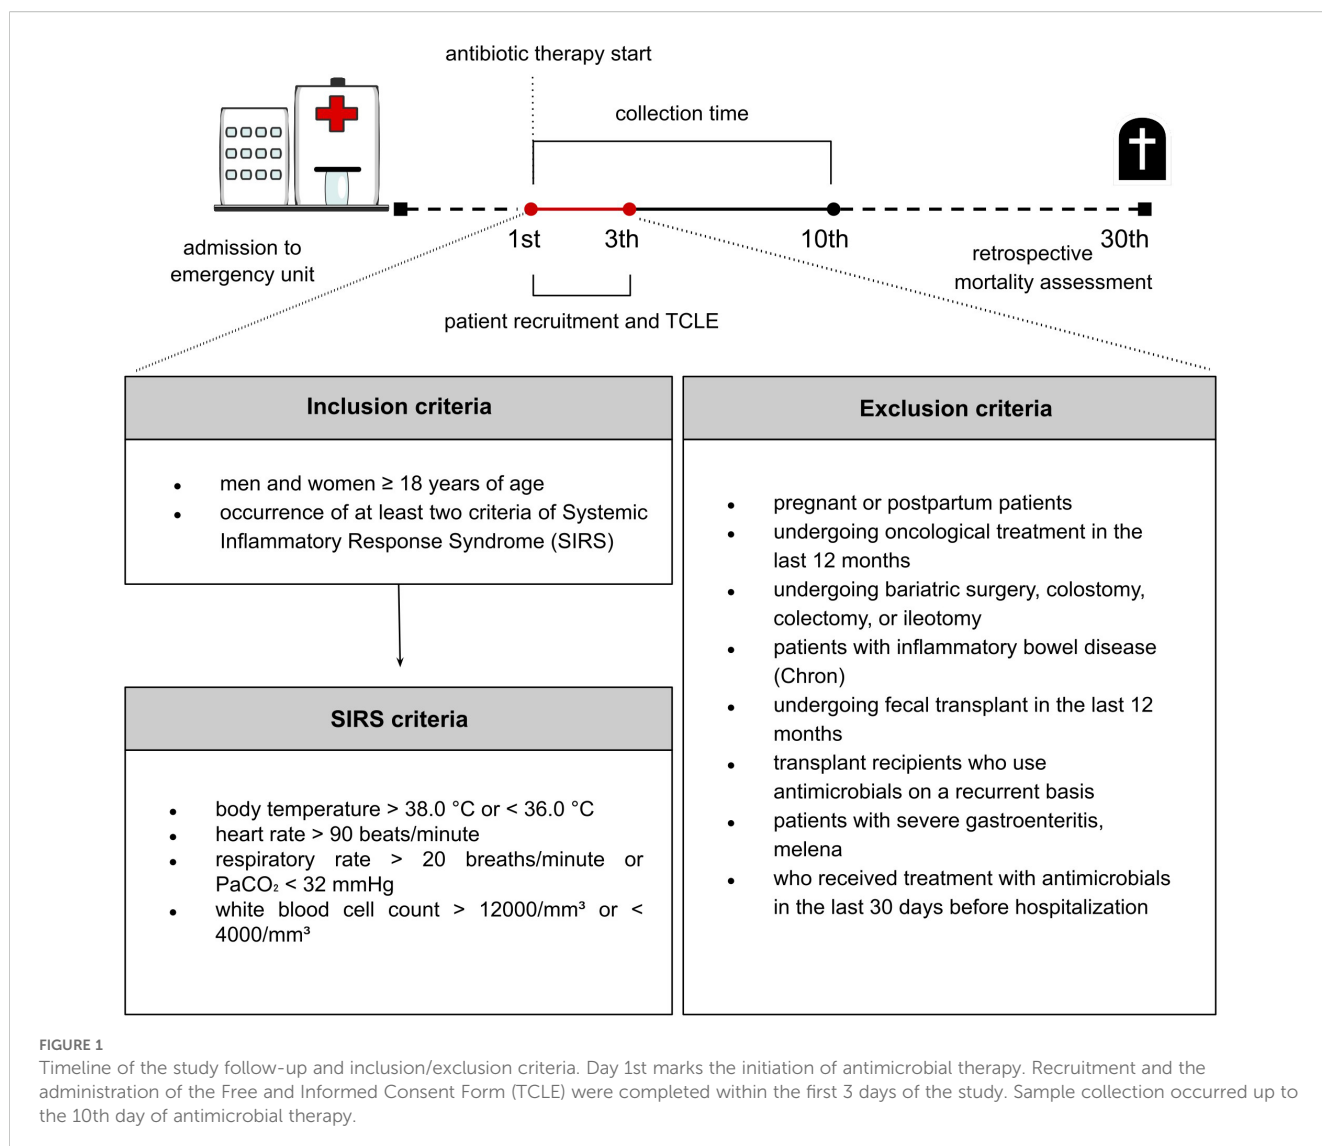 antibiotic therapy start
collection time
1st
3th
10th
30th
admission to
emergency unit
retrospective
mortality assessment
patient recruitment and TCLE
Inclusion criteria
• men and women ≥ 18 years of age
• occurrence of at least two criteria of Systemic
Inflammatory Response Syndrome (SIRS)
SIRS criteria
• body temperature > 38.0 °C or < 36.0 °C
• heart rate > 90 beats/minute
• respiratory rate > 20 breaths/minute or
PaCO₂ < 32 mmHg
• white blood cell count > 12000/mm³ or <
4000/mm³
Exclusion criteria
• pregnant or postpartum patients
• undergoing oncological treatment in the
last 12 months
• undergoing bariatric surgery, colostomy,
colectomy, or ileotomy
• patients with inflammatory bowel disease
(Chron)
• undergoing fecal transplant in the last 12
months
• transplant recipients who use
antimicrobials on a recurrent basis
• patients with severe gastroenteritis,
melena
• who received treatment with antimicrobials
in the last 30 days before hospitalization
FIGURE 1
Timeline of the study follow-up and inclusion/exclusion criteria. Day 1st marks the initiation of antimicrobial therapy. Recruitment and the
administration of the Free and Informed Consent Form (TCLE) were completed within the first 3 days of the study. Sample collection occurred up to
the 10th day of antimicrobial therapy.